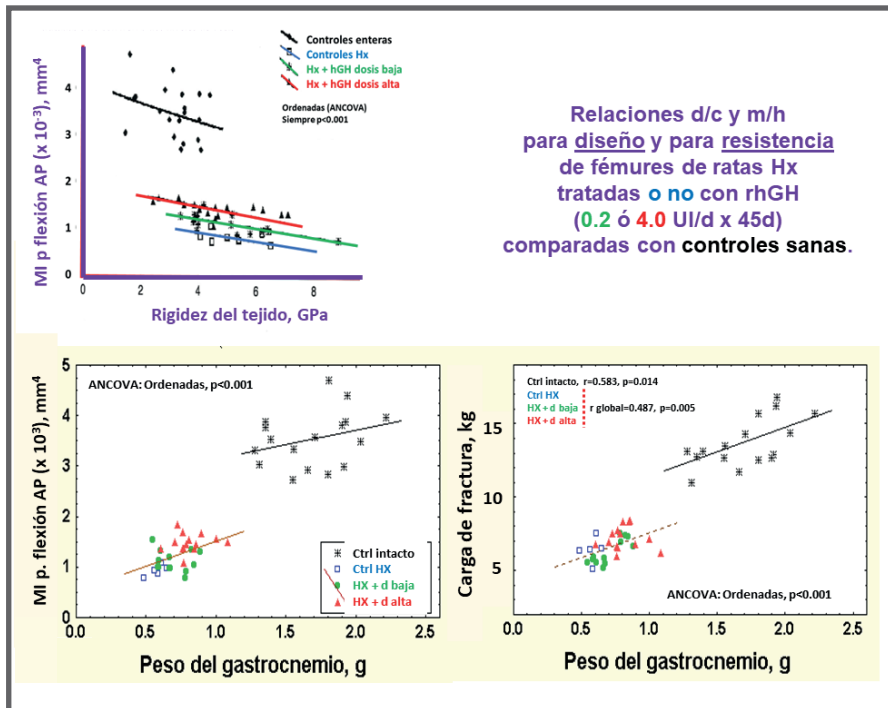 Controles enteras
Controles Hx
Hx + hGH dosis baja
Hx + hGH dosis alta
Ordenadas (ANCOVA)
Siempre p<0.001
MI p flexión AP (x 10⁻³), mm⁴
4
3
2
1
0
0
2
4
6
8
Rigidez del tejido, GPa
Relaciones d/c y m/h
para diseño y para resistencia
de fémures de ratas Hx
tratadas o no con rhGH
(0.2 ó 4.0 UI/d x 45d)
comparadas con controles sanas.
ANCOVA: Ordenadas, p<0.001
MI p. flexión AP (x 10³), mm⁴
5
4
3
2
1
0
0.0
0.5
1.0
1.5
2.0
2.5
Peso del gastrocnemio, g
Ctrl intacto
Ctrl HX
HX + d baja
HX + d alta
Ctrl intacto, r=0.583, p=0.014
Ctrl HX
HX + d baja
HX + d alta
r global=0.487, p=0.005
Carga de fractura, kg
15
10
5
ANCOVA: Ordenadas, p<0.001
0.0
0.5
1.0
1.5
2.0
2.5
Peso del gastrocnemio, g